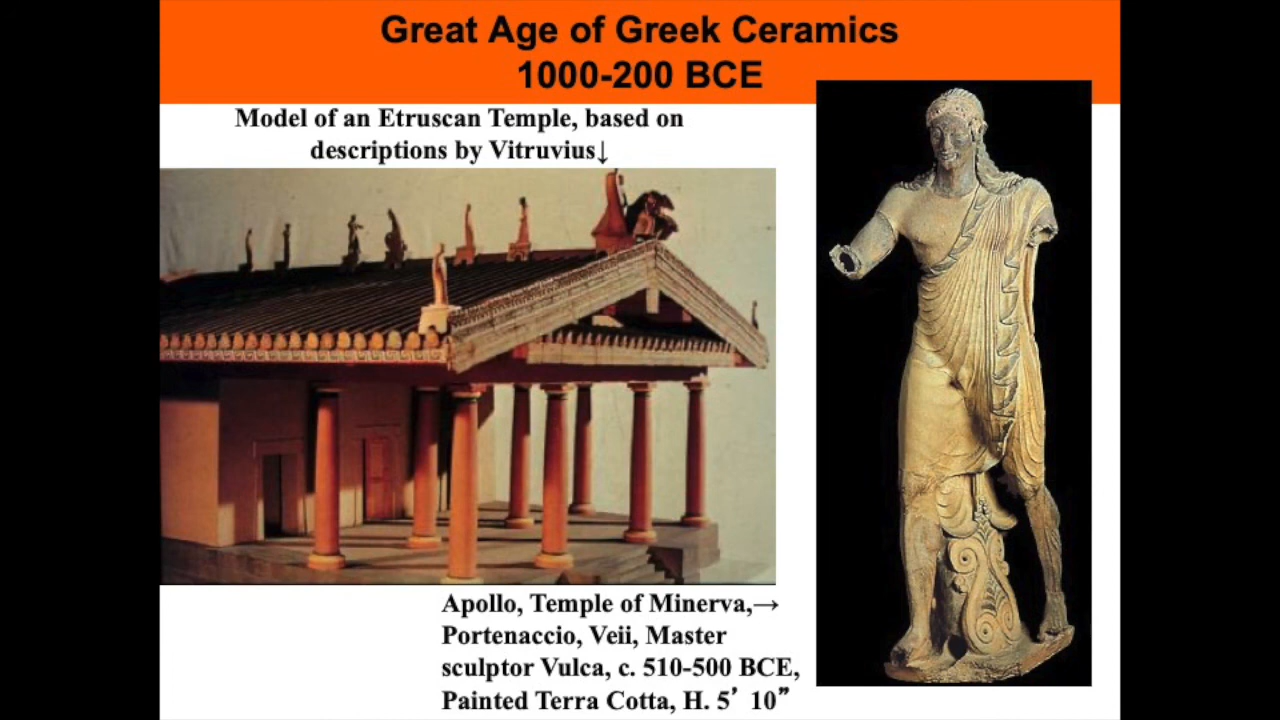 Great Age of Greek Ceramics
1000-200 BCE
Model of an Etruscan Temple, based on
descriptions by Vitruvius↓
Apollo, Temple of Minerva,→
Portenaccio, Veii, Master
sculptor Vulca, c. 510-500 BCE,
Painted Terra Cotta, H. 5’ 10”